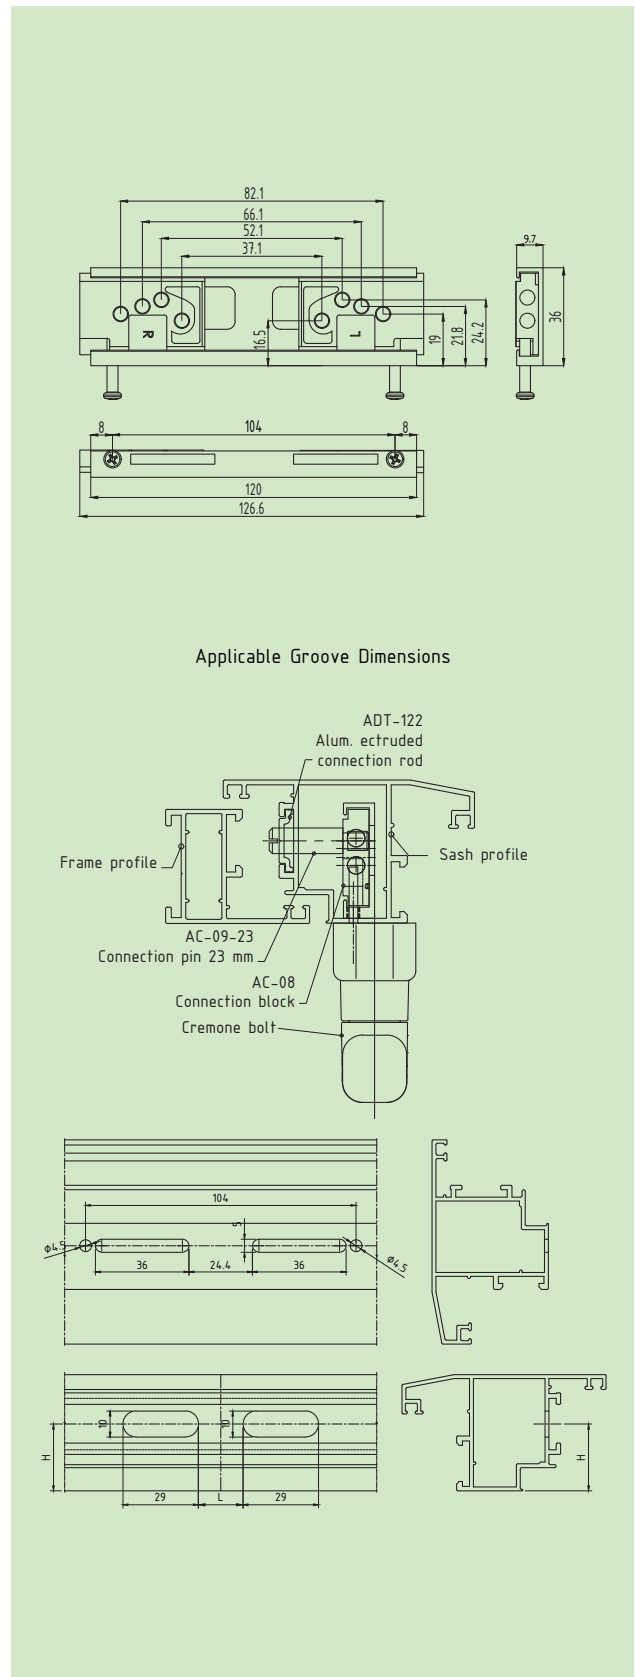 82.1
66.1
52.1
37.1
9.7
R
L
16.5
19
21.8
24.2
36
8
104
8
120
126.6
Applicable Groove Dimensions
ADT-122
Alum. ectruded
connection rod
Frame profile
Sash profile
AC-09-23
Connection pin 23 mm
AC-08
Connection block
Cremone bolt
104
5
ϕ4.5
ϕ4.5
36
24.4
36
10
10
H
H
29
L
29